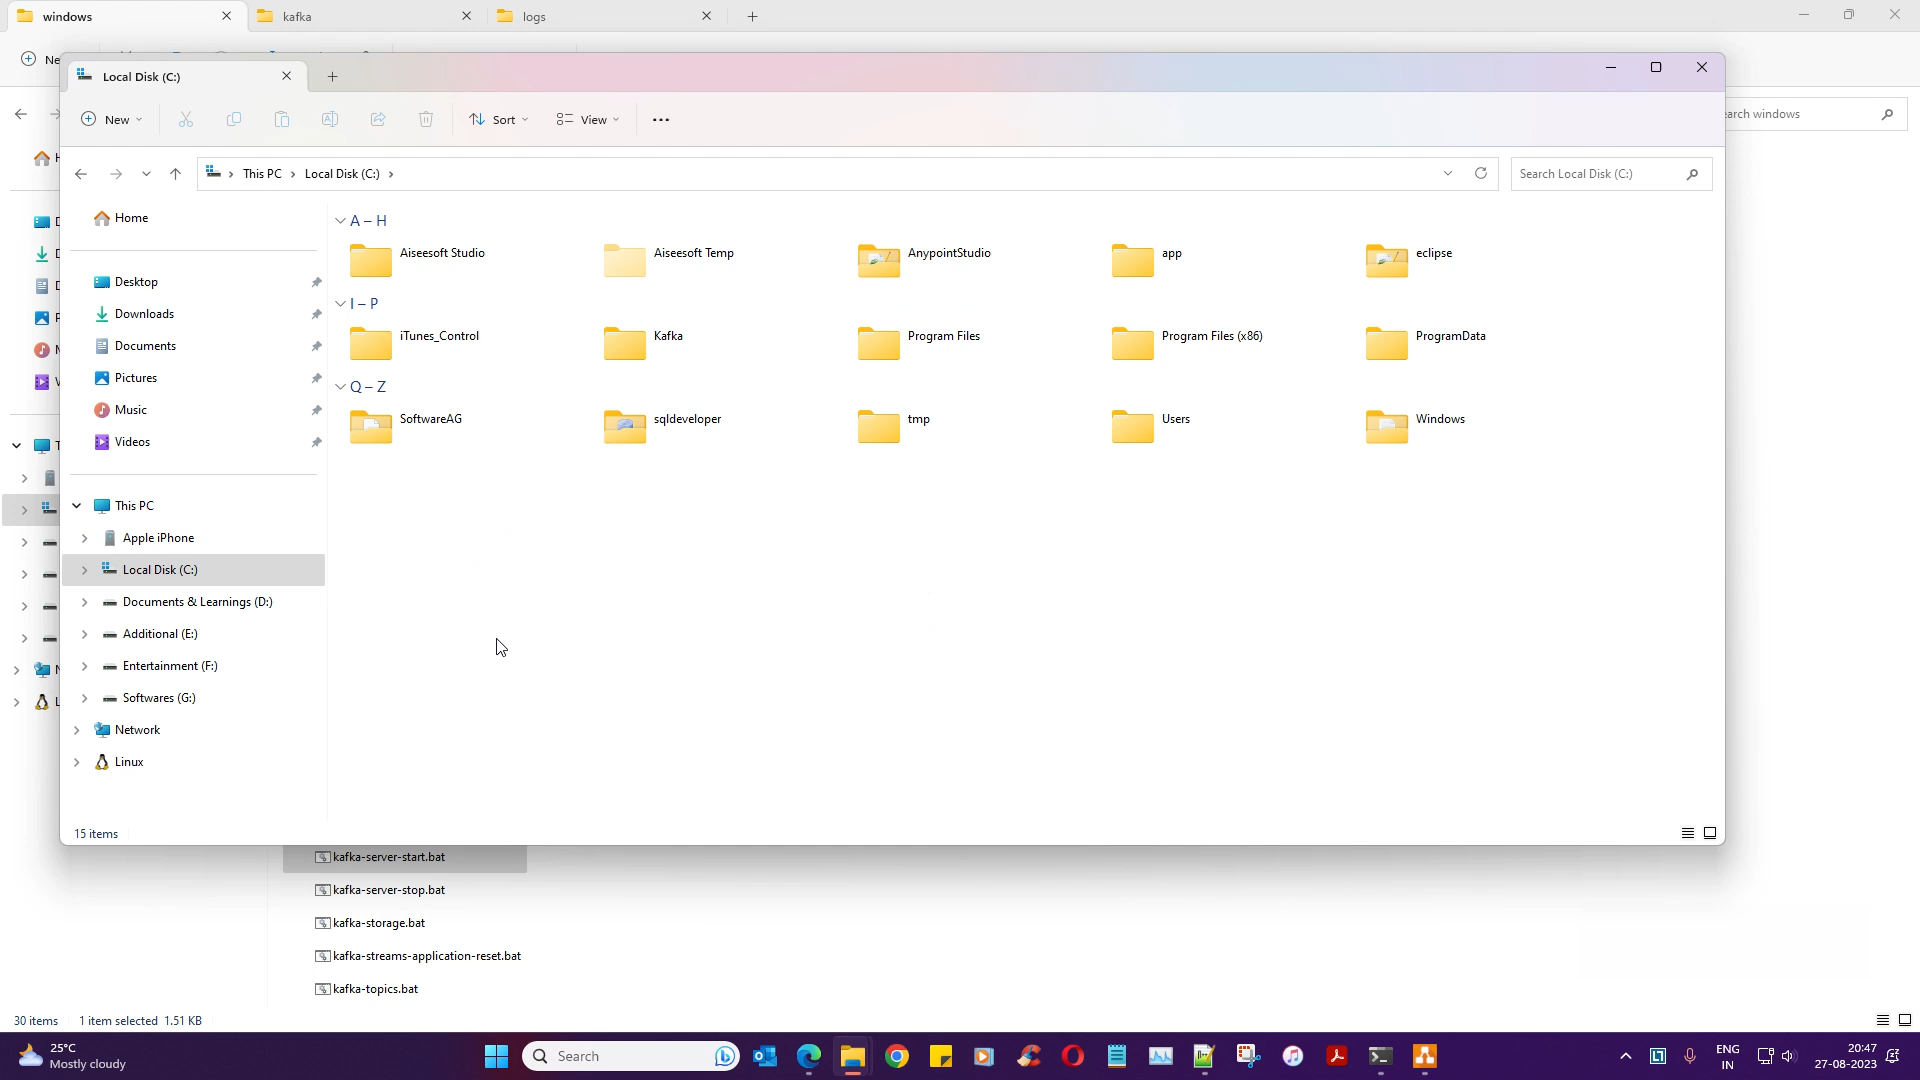 windows
kafka
logs
Ne
Local Disk (C:)
New
Sort
View
This PC
Local Disk (C:)
Search Local Disk (C:)
earch windows
Home
A – H
Aiseesoft Studio
Aiseesoft Temp
AnypointStudio
app
eclipse
Desktop
Downloads
Documents
Pictures
Music
Videos
I – P
iTunes_Control
Kafka
Program Files
Program Files (x86)
ProgramData
Q – Z
SoftwareAG
sqldeveloper
tmp
Users
Windows
This PC
Apple iPhone
Local Disk (C:)
Documents & Learnings (D:)
Additional (E:)
Entertainment (F:)
Softwares (G:)
Network
Linux
15 items
kafka-server-start.bat
kafka-server-stop.bat
kafka-storage.bat
kafka-streams-application-reset.bat
kafka-topics.bat
30 items
1 item selected 1.51 KB
25°C
Mostly cloudy
Search
ENG
IN
20:47
27-08-2023